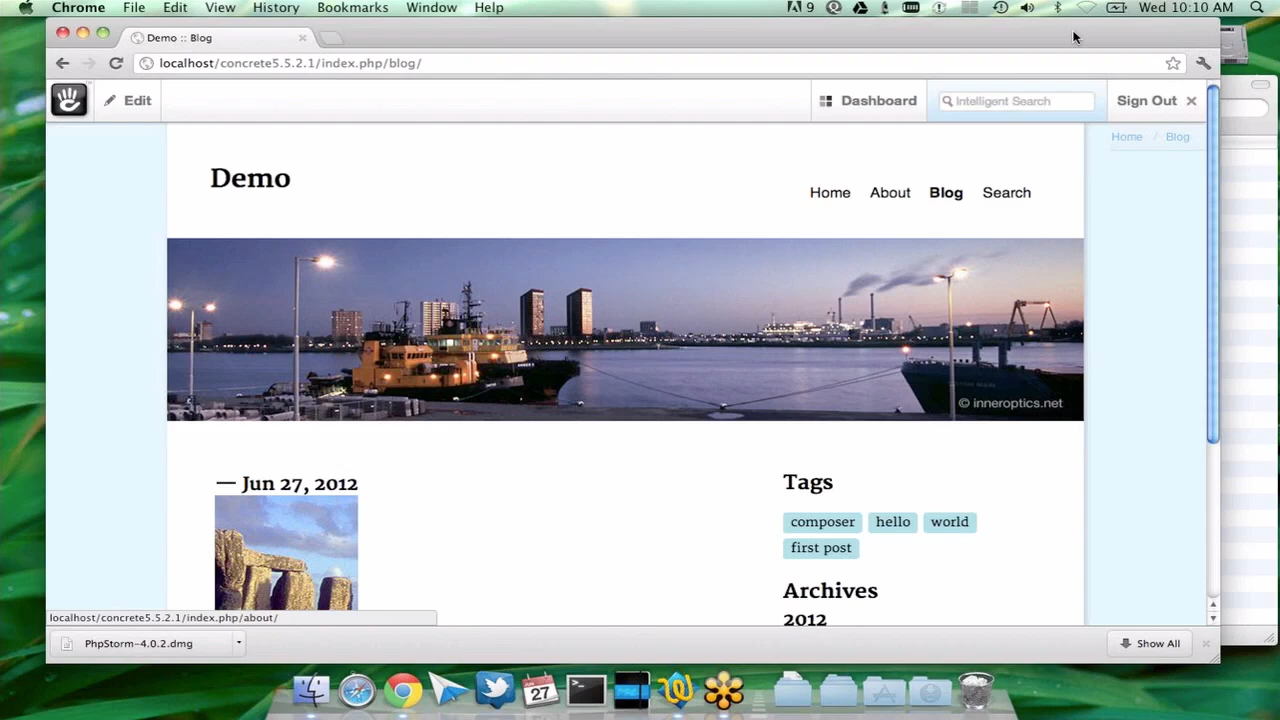 Chrome File Edit View History Bookmarks Window Help 9 Wed 10:10 AM
Demo :: Blog
localhost/concrete5.5.2.1/index.php/blog/
Edit Dashboard Intelligent Search Sign Out
Home / Blog
Demo
Home About Blog Search
© inneroptics.net
— Jun 27, 2012
Tags
composer hello world
first post
Archives
2012
localhost/concrete5.5.2.1/index.php/about/
PhpStorm-4.0.2.dmg Show All
27